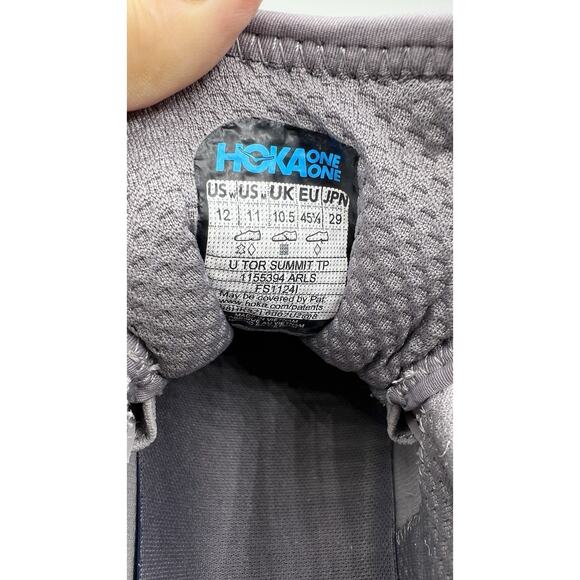 HOKA ONE ONE
US W US M UK EU JPN
12 11 10.5 45⅓ 29
U TOR SUMMIT TP
1155394 ARLS
FS1124I
May be covered by Pat.
www.hoka.com/patents